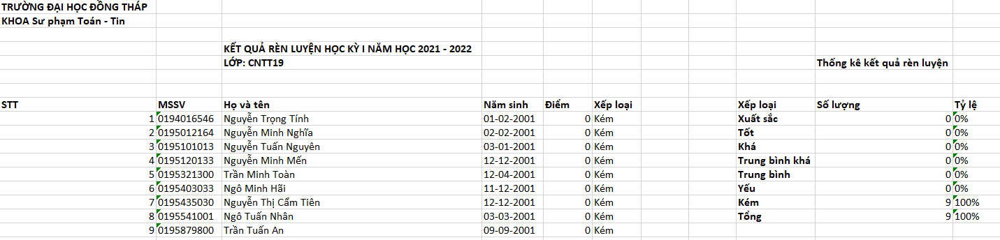 TRƯỜNG ĐẠI HỌC ĐỒNG THÁP
KHOA Sư phạm Toán - Tin
KẾT QUẢ RÈN LUYỆN HỌC KỲ I NĂM HỌC 2021 - 2022
LỚP: CNTT19 Thống kê kết quả rèn luyện
STT MSSV Họ và tên Năm sinh Điểm Xếp loại Xếp loại Số lượng Tỷ lệ
1 0194016546 Nguyễn Trọng Tính 01-02-2001 0 Kém Xuất sắc 0 0%
2 0195012164 Nguyễn Minh Nghĩa 02-02-2001 0 Kém Tốt 0 0%
3 0195101013 Nguyễn Tuấn Nguyên 03-01-2001 0 Kém Khá 0 0%
4 0195120133 Nguyễn Minh Mến 12-12-2001 0 Kém Trung bình khá 0 0%
5 0195321300 Trần Minh Toàn 12-04-2001 0 Kém Trung bình 0 0%
6 0195403033 Ngô Minh Hãi 11-12-2001 0 Kém Yếu 0 0%
7 0195435030 Nguyễn Thị Cẩm Tiên 12-12-2001 0 Kém Kém 9 100%
8 0195541001 Ngô Tuấn Nhân 03-03-2001 0 Kém Tổng 9 100%
9 0195879800 Trần Tuấn An 09-09-2001 0 Kém